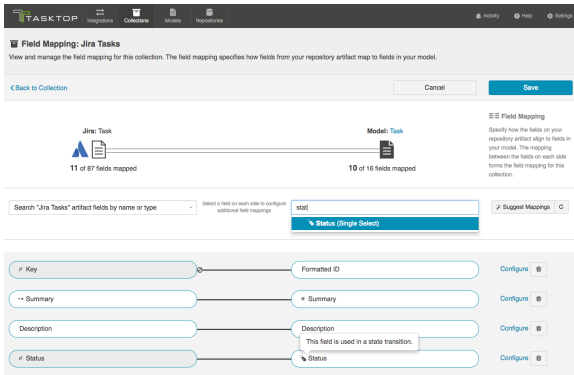 TASKTOP
Integrations
Collections
Models
Repositories
Activity
Help
Settings
Field Mapping: Jira Tasks
View and manage the field mapping for this collection. The field mapping specifies how fields from your repository artifact map to fields in your model.
Back to Collection
Cancel
Save
Jira: Task
11 of 87 fields mapped
Model: Task
10 of 16 fields mapped
Field Mapping
Specify how the fields on your
repository artifact align to fields in
your model. The mapping
between the fields on each side
forms the field mapping for this
collection.
Search "Jira Tasks" artifact fields by name or type
Select a field on each side to configure
additional field mappings
stat
Status (Single Select)
Suggest Mappings
Key
Formatted ID
Configure
Summary
Summary
Configure
Description
Description
Configure
This field is used in a state transition.
Status
Status
Configure